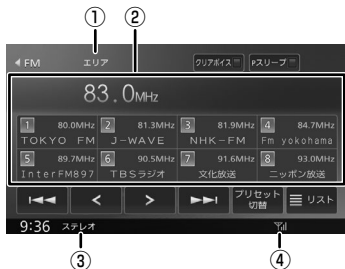 ① ②
FM エリア クリアボイス Pスリープ
83.0MHz
1 80.0MHz 2 81.3MHz 3 81.9MHz 4 84.7MHz
TOKYO FM J-WAVE NHK-FM Fm yokohama
5 89.7MHz 6 90.5MHz 7 91.6MHz 8 93.0MHz
InterFM897 TBSラジオ 文化放送 ニッポン放送
プリセット
切替 リスト
9:36 ステレオ
③ ④